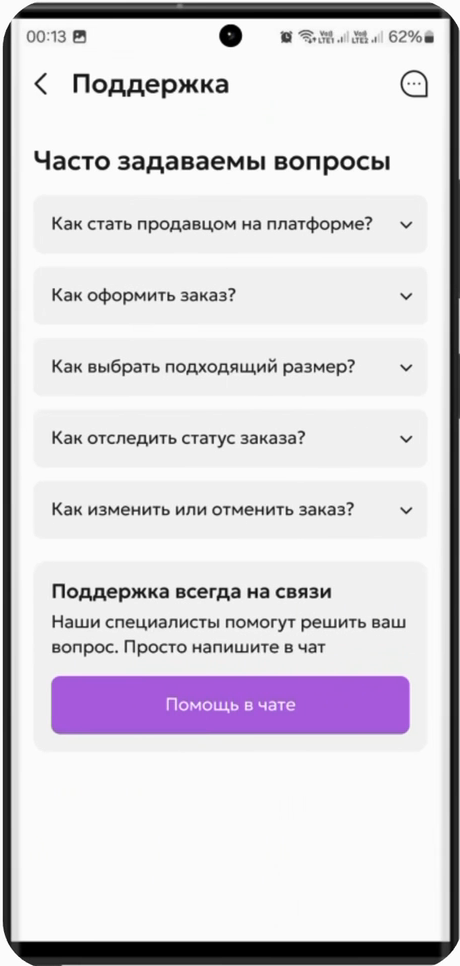 00:13 62%
Поддержка
Часто задаваемы вопросы
Как стать продавцом на платформе?
Как оформить заказ?
Как выбрать подходящий размер?
Как отследить статус заказа?
Как изменить или отменить заказ?
Поддержка всегда на связи
Наши специалисты помогут решить ваш
вопрос. Просто напишите в чат
Помощь в чате